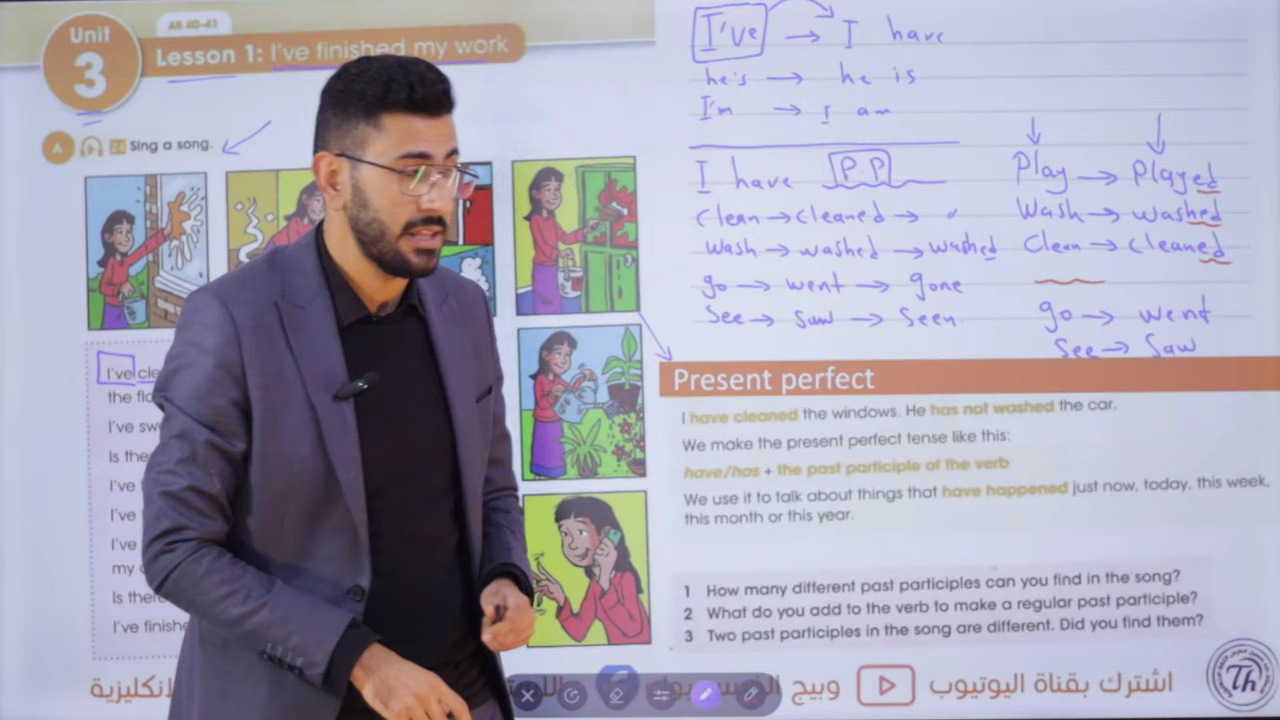 Unit
3
AB 40-41
Lesson 1: I've finished my work
A 24 Sing a song.
I've
the
I've
Is
I've
I've
I've
my
Is there
I've
I've → I have
he's → he is
I'm → I am
I have P.P
clean → cleaned → "
wash → washed → washed
go → went → gone
see → saw → seen
Play → Played
Wash → washed
Clean → cleaned
go → went
see → saw
Present perfect
I have cleaned the windows. He has not washed the car.
We make the present perfect tense like this:
have/has + the past participle of the verb
We use it to talk about things that have happened just now, today, this week,
this month or this year.
1 How many different past participles can you find in the song?
2 What do you add to the verb to make a regular past participle?
3 Two past participles in the song are different. Did you find them?
اشترك بقناة اليوتيوب وبيج
Th